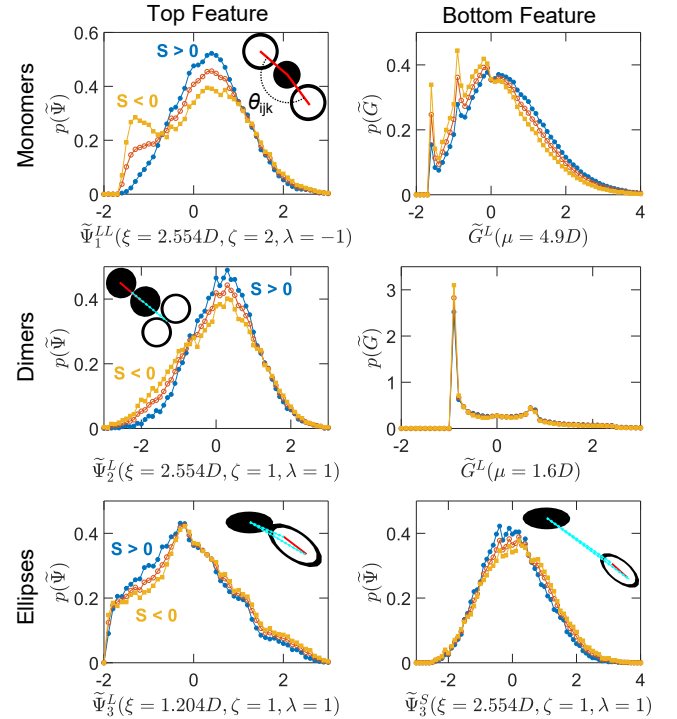 Top Feature
Bottom Feature
Monomers
p(Ψ̃)
0.6
0.4
0.2
0
S > 0
S < 0
θijk
-2
0
2
Ψ̃₁ᴸᴸ(ξ = 2.554D, ζ = 2, λ = −1)
p(G̃)
0.4
0.2
0
-2
0
2
4
G̃ᴸ(μ = 4.9D)
Dimers
p(Ψ̃)
0.4
0.2
0
S > 0
S < 0
-2
0
2
Ψ̃₂ᴸ(ξ = 2.554D, ζ = 1, λ = 1)
p(G̃)
3
2
1
0
-2
0
2
G̃ᴸ(μ = 1.6D)
Ellipses
p(Ψ̃)
0.4
0.2
0
S > 0
S < 0
-2
0
2
Ψ̃₃ᴸ(ξ = 1.204D, ζ = 1, λ = 1)
p(Ψ̃)
0.4
0.2
0
-2
0
2
4
Ψ̃₃ˢ(ξ = 2.554D, ζ = 1, λ = 1)